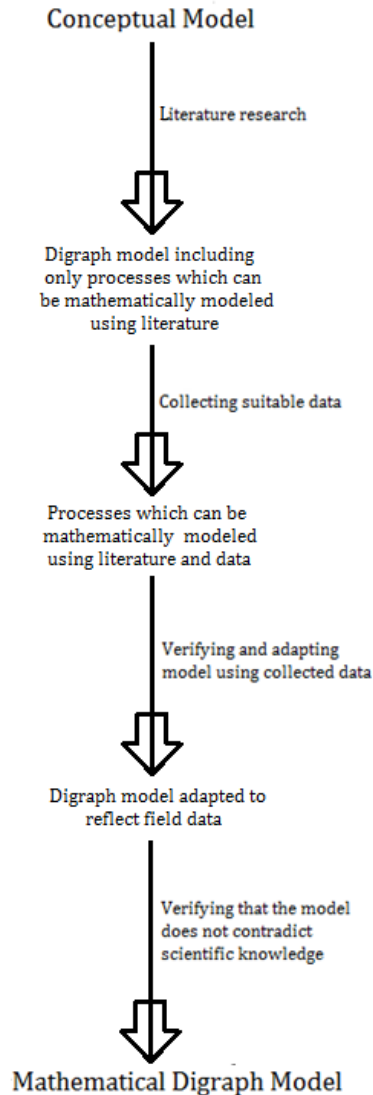 Conceptual Model
Literature research
Digraph model including
only processes which can
be mathematically modeled
using literature
Collecting suitable data
Processes which can be
mathematically modeled
using literature and data
Verifying and adapting
model using collected data
Digraph model adapted to
reflect field data
Verifying that the model
does not contradict
scientific knowledge
Mathematical Digraph Model